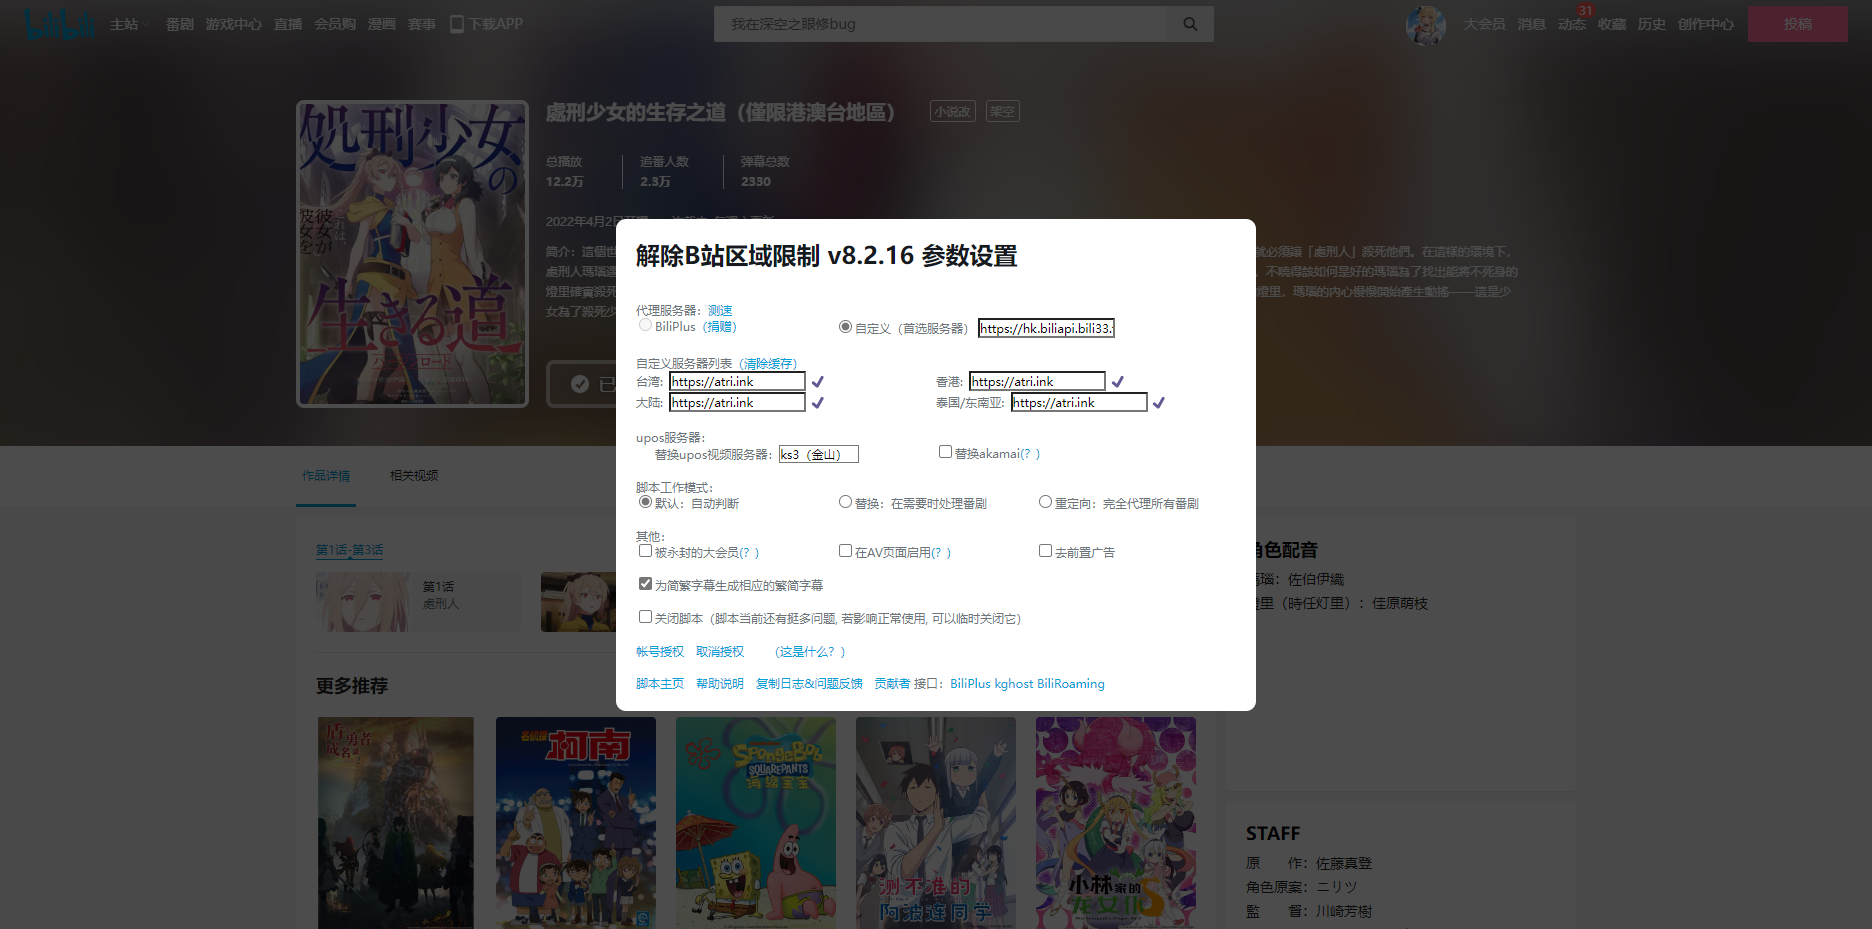 bilibili 主站 番剧 游戏中心 直播 会员购 漫画 赛事 下载APP 我在深空之眼修bug 大会员 消息 动态 31 收藏 历史 创作中心 投稿
処刑少女の
生きる道
處刑少女的生存之道（僅限港澳台地區） 小说改 架空
总播放 追番人数 弹幕总数
12.2万 2.3万 2330
2022年4月2日
简介：這個世 就必須讓「處刑人」殺死他們。在這樣的環境下，
處刑人瑪瑙遇 不曉得該如何是好的瑪瑙為了找出能將不死身的
燈里確實殺死 燈里，瑪瑙的內心慢慢開始產生動搖——這是少
女為了殺死少
已
解除B站区域限制 v8.2.16 参数设置
代理服务器：测速
BiliPlus（捐赠） 自定义（首选服务器） https://hk.biliapi.bili33.
自定义服务器列表（清除缓存）
台湾: https://atri.ink 香港: https://atri.ink
大陆: https://atri.ink 泰国/东南亚: https://atri.ink
upos服务器：
替换upos视频服务器：ks3（金山） 替换akamai(？)
脚本工作模式：
默认：自动判断 替换：在需要时处理番剧 重定向：完全代理所有番剧
其他：
被永封的大会员(？) 在AV页面启用(？) 去前置广告
为简繁字幕生成相应的繁简字幕
关闭脚本（脚本当前还有挺多问题, 若影响正常使用, 可以临时关闭它）
帐号授权 取消授权 （这是什么？）
脚本主页 帮助说明 复制日志&问题反馈 贡献者 接口：BiliPlus kghost BiliRoaming
作品详情 相关视频
第1话-第3话
第1话
處刑人
角色配音
瑪瑙：佐伯伊織
燈里（時任灯里）：佳原萌枝
更多推荐
盾之勇者成名录
名侦探柯南
SpongeBob
SQUAREPANTS
海绵宝宝
测不准的
阿波连同学
小林家的龙女仆S
STAFF
原 作：佐藤真登
角色原案：ニリツ
監 督：川崎芳樹